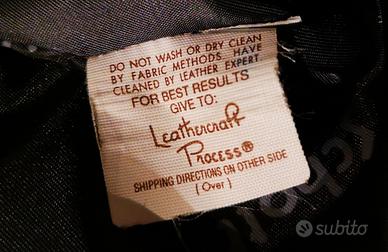 DO NOT WASH OR DRY CLEAN
BY FABRIC METHODS... HAVE
CLEANED BY LEATHER EXPERT
FOR BEST RESULTS
GIVE TO:
Leathercraft
Process®
SHIPPING DIRECTIONS ON OTHER SIDE
( Over )
subito